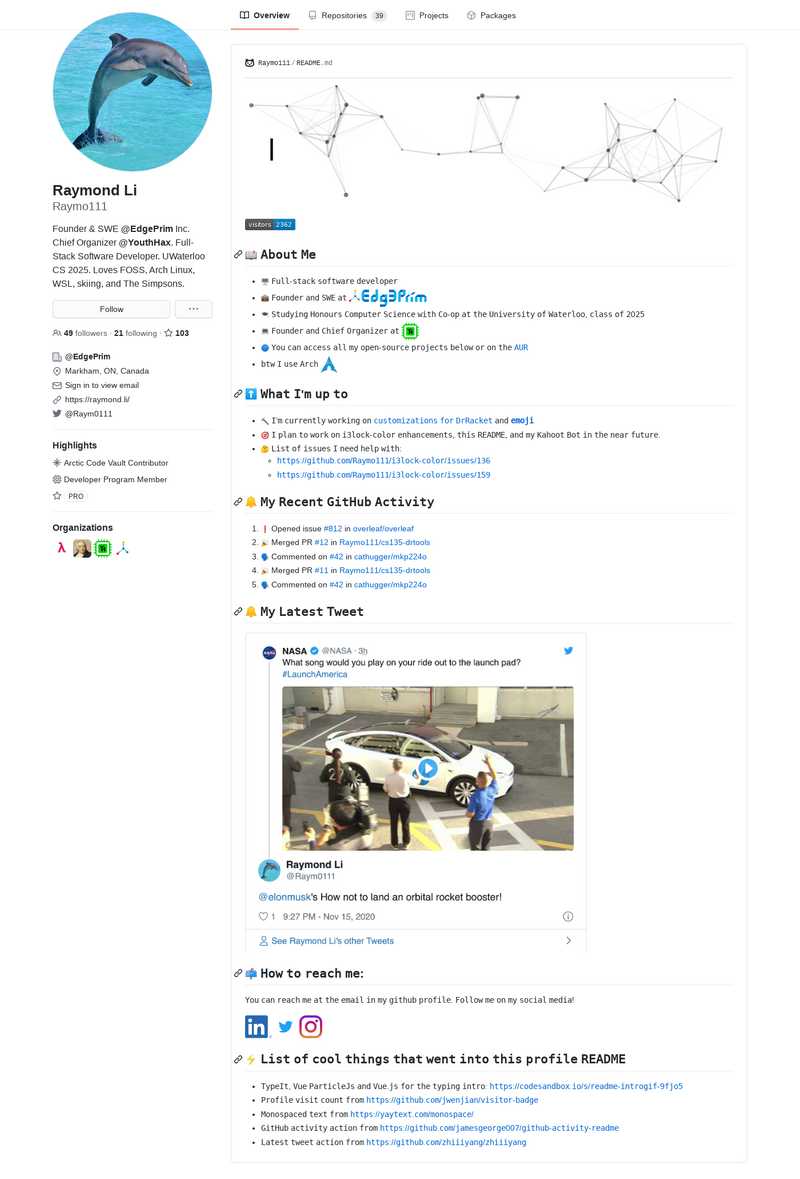 Overview
Repositories 39
Projects
Packages
Raymond Li
Raymo111
Founder & SWE @EdgePrim Inc.
Chief Organizer @YouthHax. Full-
Stack Software Developer. UWaterloo
CS 2025. Loves FOSS, Arch Linux,
WSL, skiing, and The Simpsons.
Follow
···
49 followers · 21 following · 103
@EdgePrim
Markham, ON, Canada
Sign in to view email
https://raymond.li/
@Raym0111
Highlights
Arctic Code Vault Contributor
Developer Program Member
PRO
Organizations
λ
Raymo111 / README.md
visitors 2362
About Me
Full-stack software developer
Founder and SWE at Edg3Prim
Studying Honours Computer Science with Co-op at the University of Waterloo, class of 2025
Founder and Chief Organizer at
You can access all my open-source projects below or on the AUR
btw I use Arch
What I'm up to
I'm currently working on customizations for DrRacket and emoji
I plan to work on i3lock-color enhancements, this README, and my Kahoot Bot in the near future.
List of issues I need help with:
https://github.com/Raymo111/i3lock-color/issues/136
https://github.com/Raymo111/i3lock-color/issues/159
My Recent GitHub Activity
1. Opened issue #812 in overleaf/overleaf
2. Merged PR #12 in Raymo111/cs135-drtools
3. Commented on #42 in cathugger/mkp224o
4. Merged PR #11 in Raymo111/cs135-drtools
5. Commented on #42 in cathugger/mkp224o
My Latest Tweet
NASA @NASA · 3h
What song would you play on your ride out to the launch pad?
#LaunchAmerica
Raymond Li
@Raym0111
@elonmusk's How not to land an orbital rocket booster!
1 9:27 PM - Nov 15, 2020
See Raymond Li's other Tweets
How to reach me:
You can reach me at the email in my github profile. Follow me on my social media!
in
List of cool things that went into this profile README
TypeIt, Vue ParticleJs and Vue.js for the typing intro: https://codesandbox.io/s/readme-introgif-9fjo5
Profile visit count from https://github.com/jwenjian/visitor-badge
Monospaced text from https://yaytext.com/monospace/
GitHub activity action from https://github.com/jamesgeorge007/github-activity-readme
Latest tweet action from https://github.com/zhiiiyang/zhiiiyang